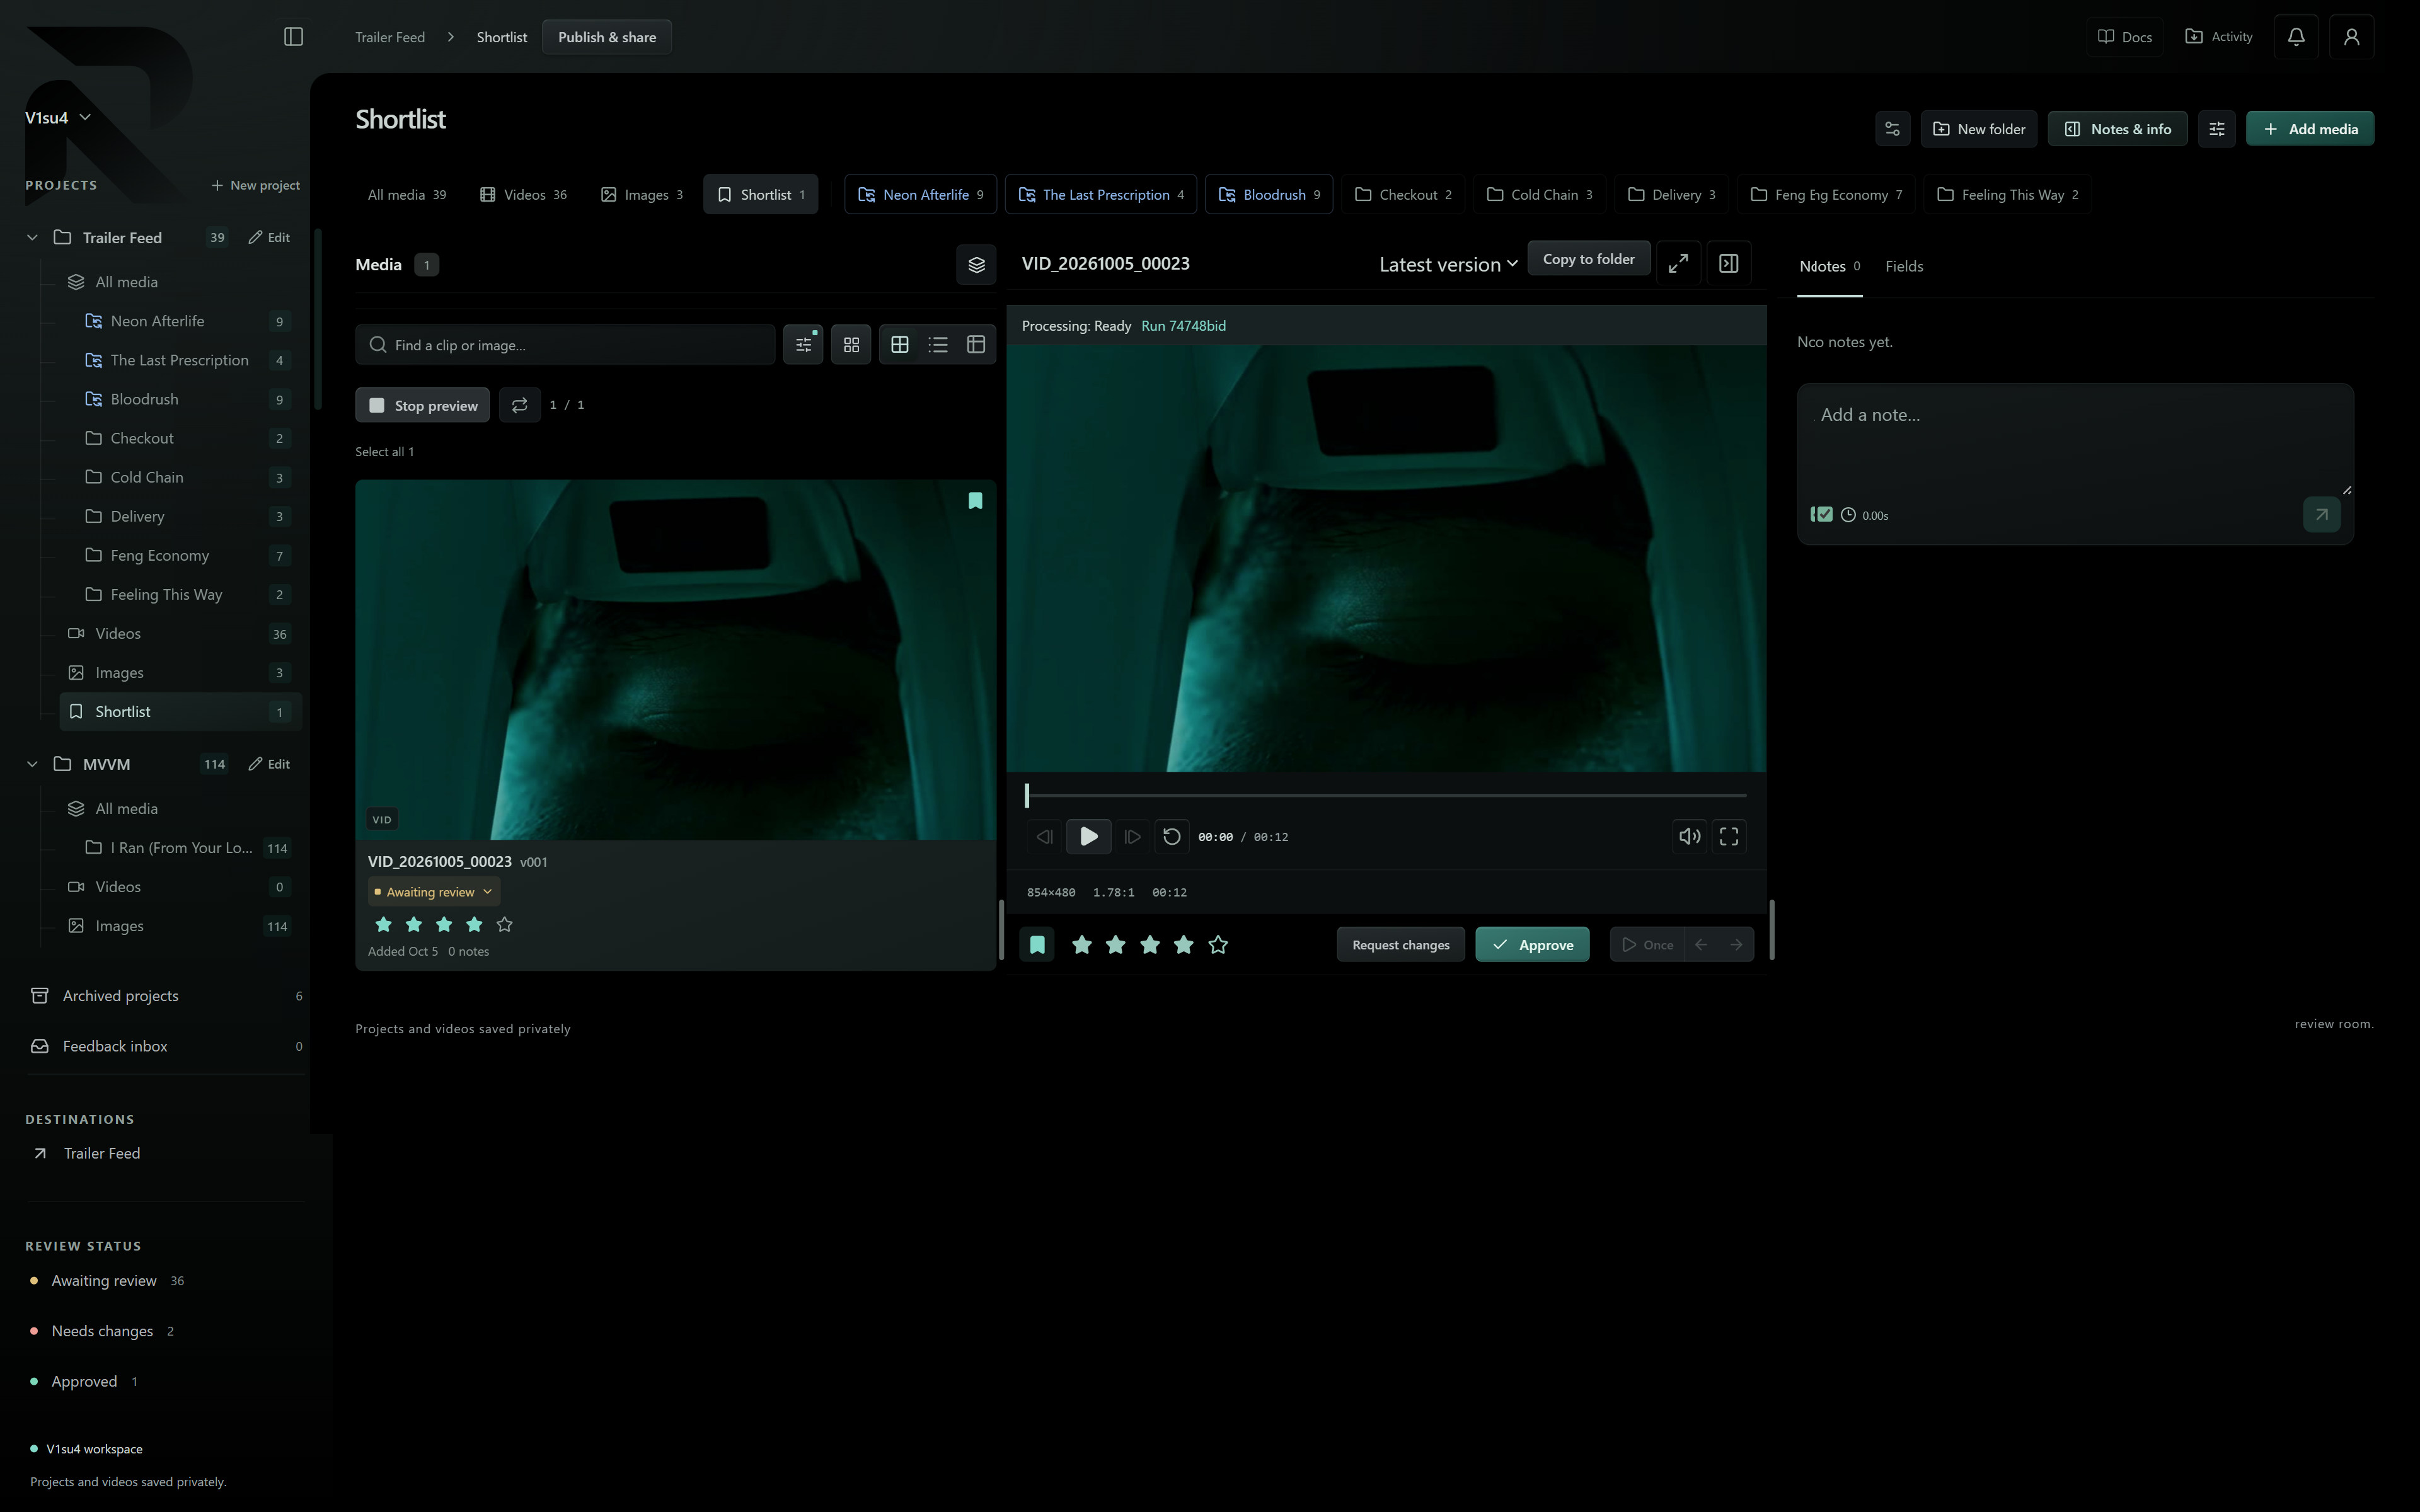 Trailer Feed > Shortlist Publish & share
Docs Activity
V1su4
PROJECTS + New project
Trailer Feed 39 Edit
All media
Neon Afterlife 9
The Last Prescription 4
Bloodrush 9
Checkout 2
Cold Chain 3
Delivery 3
Feng Economy 7
Feeling This Way 2
Videos 36
Images 3
Shortlist 1
MVVM 114 Edit
All media
I Ran (From Your Lo... 114
Videos 0
Images 114
Archived projects 6
Feedback inbox 0
DESTINATIONS
Trailer Feed
REVIEW STATUS
Awaiting review 36
Needs changes 2
Approved 1
V1su4 workspace
Projects and videos saved privately.
Shortlist
New folder Notes & info + Add media
All media 39 Videos 36 Images 3 Shortlist 1 Neon Afterlife 9 The Last Prescription 4 Bloodrush 9 Checkout 2 Cold Chain 3 Delivery 3 Feng Eng Economy 7 Feeling This Way 2
Media 1
Find a clip or image...
Stop preview 1 / 1
Select all 1
VID
VID_20261005_00023 v001
Awaiting review
Added Oct 5 0 notes
VID_20261005_00023 Latest version Copy to folder
Processing: Ready Run 74748bid
00:00 / 00:12
854×480 1.78:1 00:12
Request changes Approve Once
Ndotes 0 Fields
Nco notes yet.
Add a note...
0.00s
Projects and videos saved privately
review room.